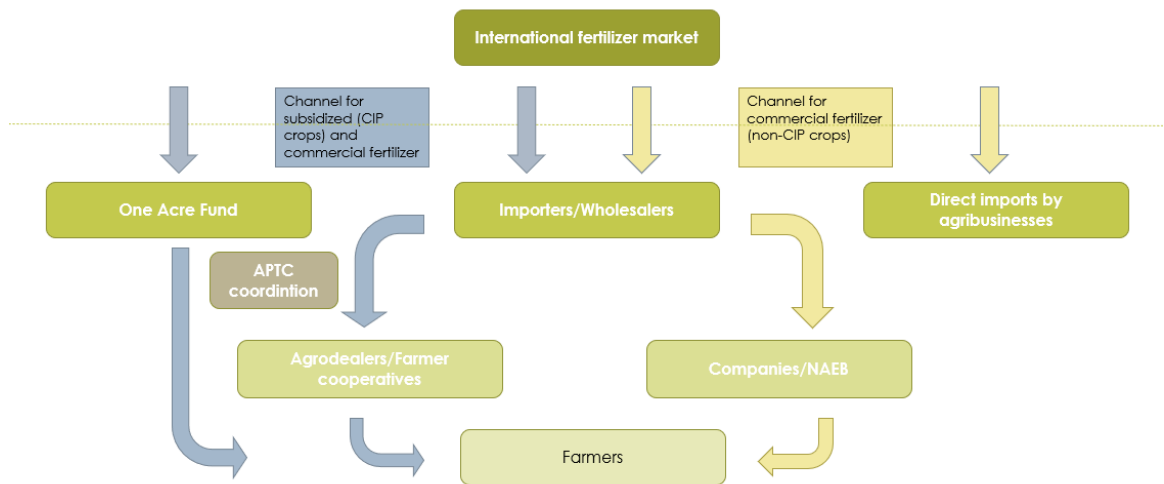 International fertilizer market
Channel for
subsidized (CIP
crops) and
commercial fertilizer
Channel for
commercial fertilizer
(non-CIP crops)
One Acre Fund
Importers/Wholesalers
Direct imports by
agribusinesses
APTC
coordintion
Agrodealers/Farmer
cooperatives
Companies/NAEB
Farmers